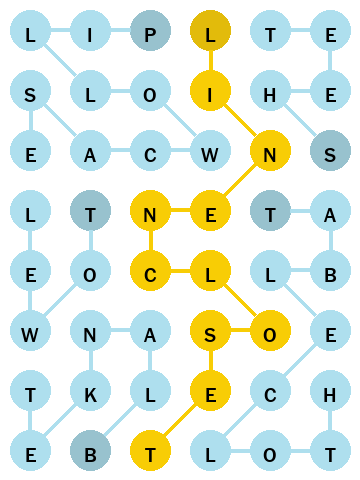 L I P L T E
S L O I H E
E A C W N S
L T N E T A
E O C L L B
W N A S O E
T K L E C H
E B T L O T